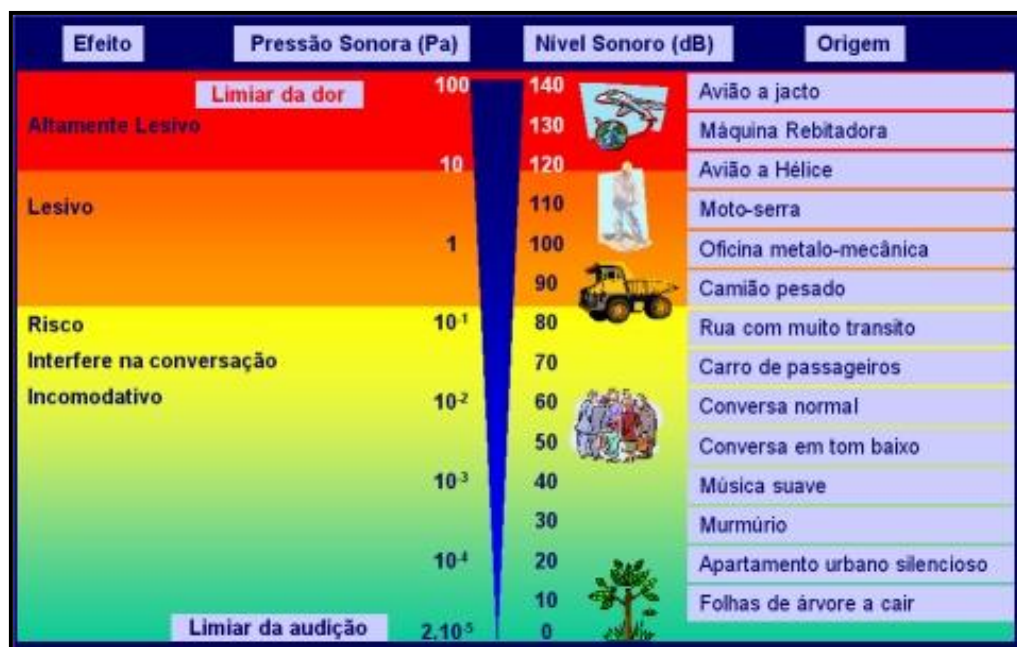 Efeito Pressão Sonora (Pa) Nível Sonoro (dB) Origem
Limiar da dor 100 140 Avião a jacto
Altamente Lesivo 130 Máquina Rebitadora
10 120 Avião a Hélice
Lesivo 110 Moto-serra
1 100 Oficina metalo-mecânica
90 Camião pesado
Risco 10⁻¹ 80 Rua com muito transito
Interfere na conversação 70 Carro de passageiros
Incomodativo 10⁻² 60 Conversa normal
50 Conversa em tom baixo
10⁻³ 40 Música suave
30 Murmúrio
10⁻⁴ 20 Apartamento urbano silencioso
10 Folhas de árvore a cair
Limiar da audição 2.10⁻⁵ 0